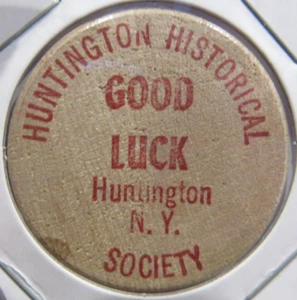 HUNTINGTON HISTORICAL
GOOD
LUCK
Huntington
N. Y.
SOCIETY